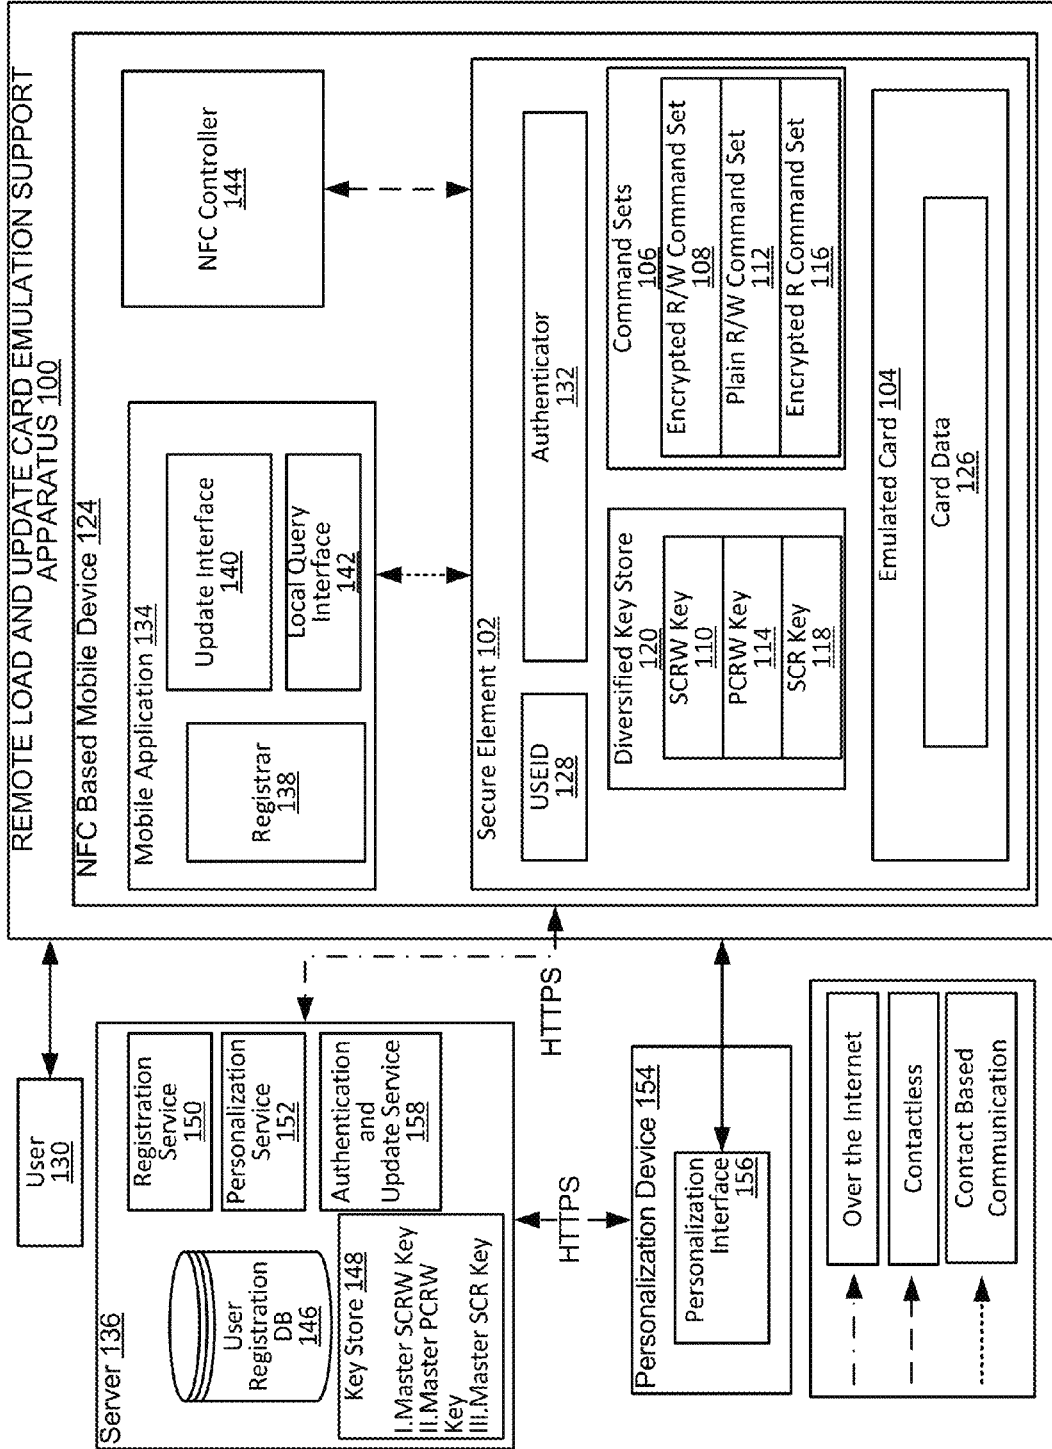 REMOTE LOAD AND UPDATE CARD EMULATION SUPPORT
APPARATUS 100
NFC Based Mobile Device 124
Mobile Application 134
Registrar
138
Update Interface
140
Local Query
Interface
142
NFC Controller
144
Secure Element 102
USEID
128
Authenticator
132
Diversified Key Store
120
SCRW Key
110
PCRW Key
114
SCR Key
118
Command Sets
106
Encrypted R/W Command Set
108
Plain R/W Command Set
112
Encrypted R Command Set
116
Emulated Card 104
Card Data
126
User
130
Server 136
User
Registration
DB
146
Registration
Service
150
Personalization
Service
152
Authentication
and
Update Service
158
Key Store 148
I.Master SCRW Key
II.Master PCRW
Key
III.Master SCR Key
HTTPS
HTTPS
Personalization Device 154
Personalization
Interface
156
Over the Internet
Contactless
Contact Based
Communication